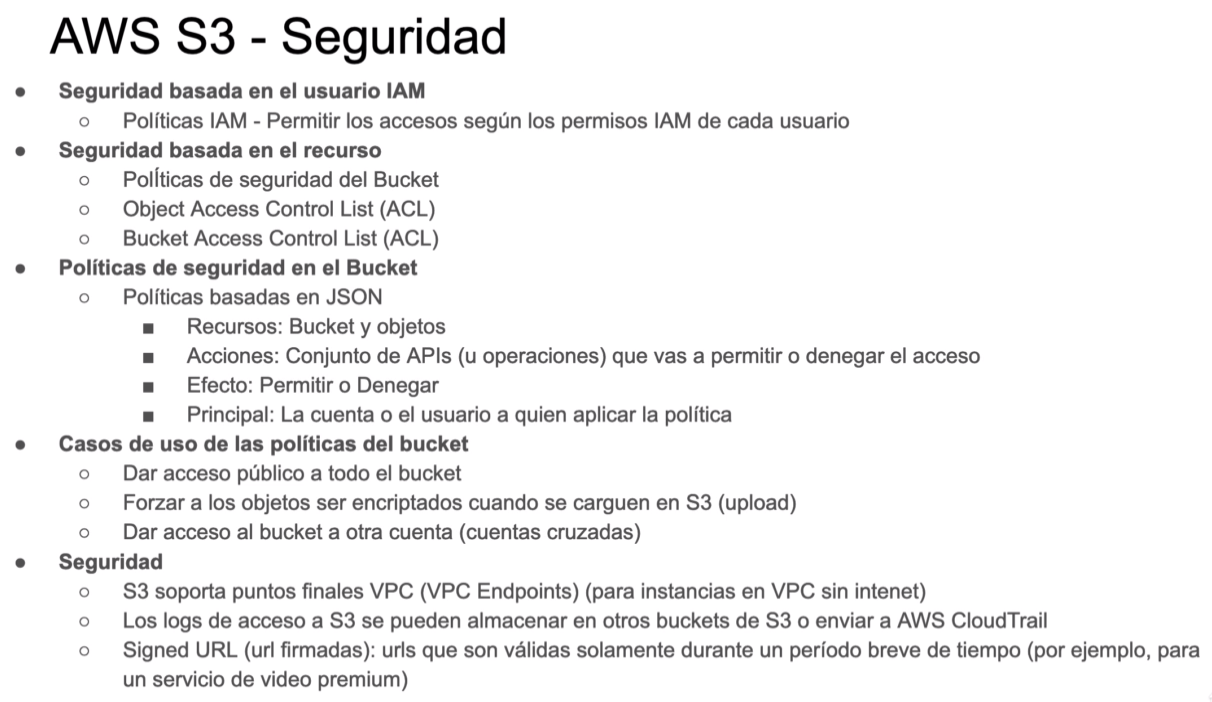 AWS S3 - Seguridad
● Seguridad basada en el usuario IAM
○ Políticas IAM - Permitir los accesos según los permisos IAM de cada usuario
● Seguridad basada en el recurso
○ PolÍticas de seguridad del Bucket
○ Object Access Control List (ACL)
○ Bucket Access Control List (ACL)
● Políticas de seguridad en el Bucket
○ Políticas basadas en JSON
■ Recursos: Bucket y objetos
■ Acciones: Conjunto de APIs (u operaciones) que vas a permitir o denegar el acceso
■ Efecto: Permitir o Denegar
■ Principal: La cuenta o el usuario a quien aplicar la política
● Casos de uso de las políticas del bucket
○ Dar acceso público a todo el bucket
○ Forzar a los objetos ser encriptados cuando se carguen en S3 (upload)
○ Dar acceso al bucket a otra cuenta (cuentas cruzadas)
● Seguridad
○ S3 soporta puntos finales VPC (VPC Endpoints) (para instancias en VPC sin intenet)
○ Los logs de acceso a S3 se pueden almacenar en otros buckets de S3 o enviar a AWS CloudTrail
○ Signed URL (url firmadas): urls que son válidas solamente durante un período breve de tiempo (por ejemplo, para
un servicio de video premium)